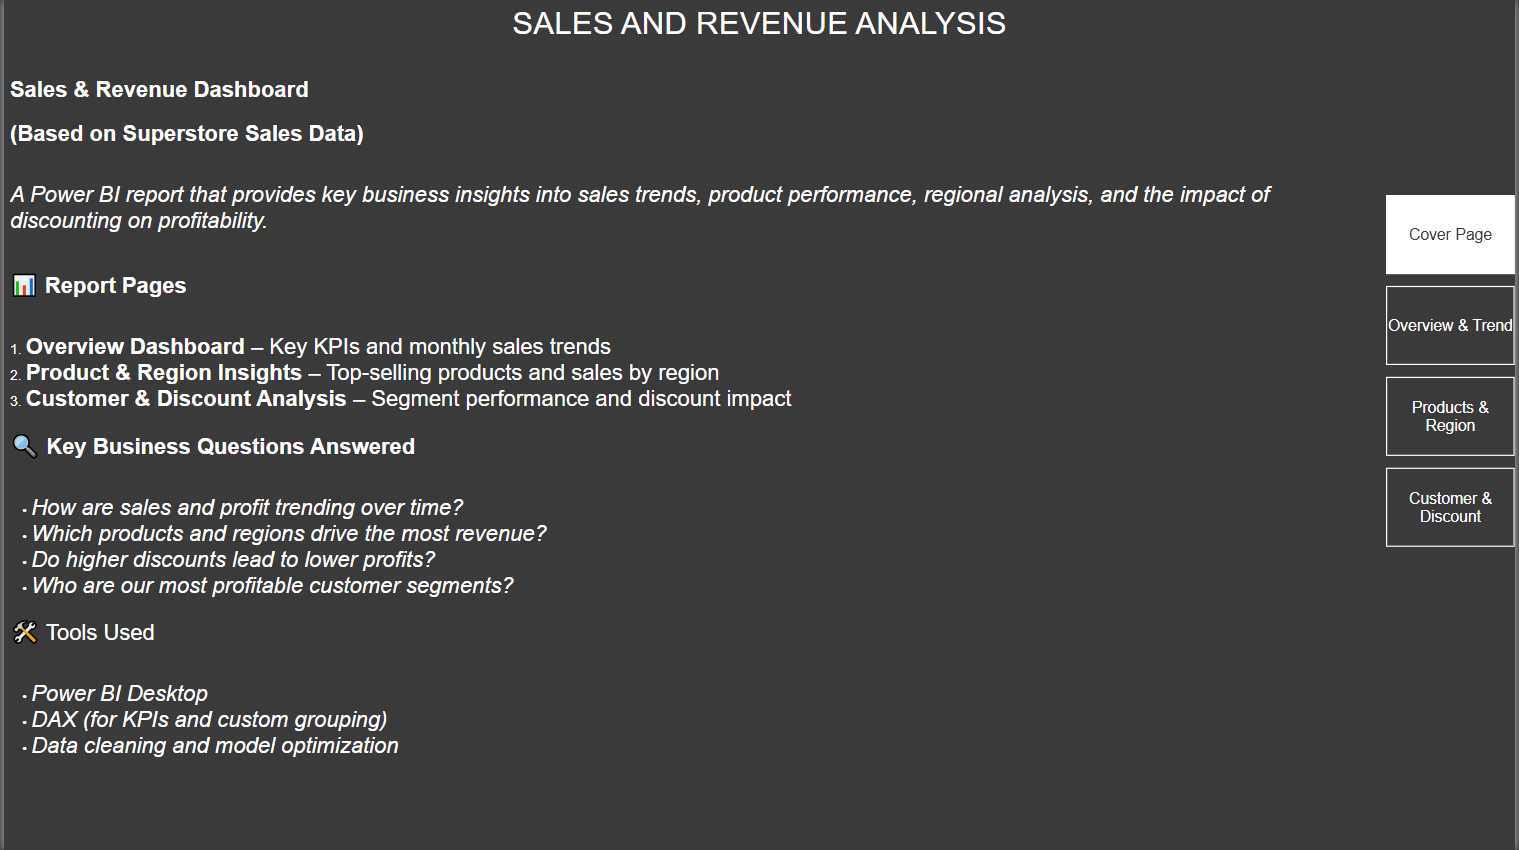 SALES AND REVENUE ANALYSIS
Sales & Revenue Dashboard
(Based on Superstore Sales Data)
A Power BI report that provides key business insights into sales trends, product performance, regional analysis, and the impact of
discounting on profitability.
📊 Report Pages
1. Overview Dashboard – Key KPIs and monthly sales trends
2. Product & Region Insights – Top-selling products and sales by region
3. Customer & Discount Analysis – Segment performance and discount impact
🔍 Key Business Questions Answered
• How are sales and profit trending over time?
• Which products and regions drive the most revenue?
• Do higher discounts lead to lower profits?
• Who are our most profitable customer segments?
🛠 Tools Used
• Power BI Desktop
• DAX (for KPIs and custom grouping)
• Data cleaning and model optimization
Cover Page
Overview & Trend
Products &
Region
Customer &
Discount